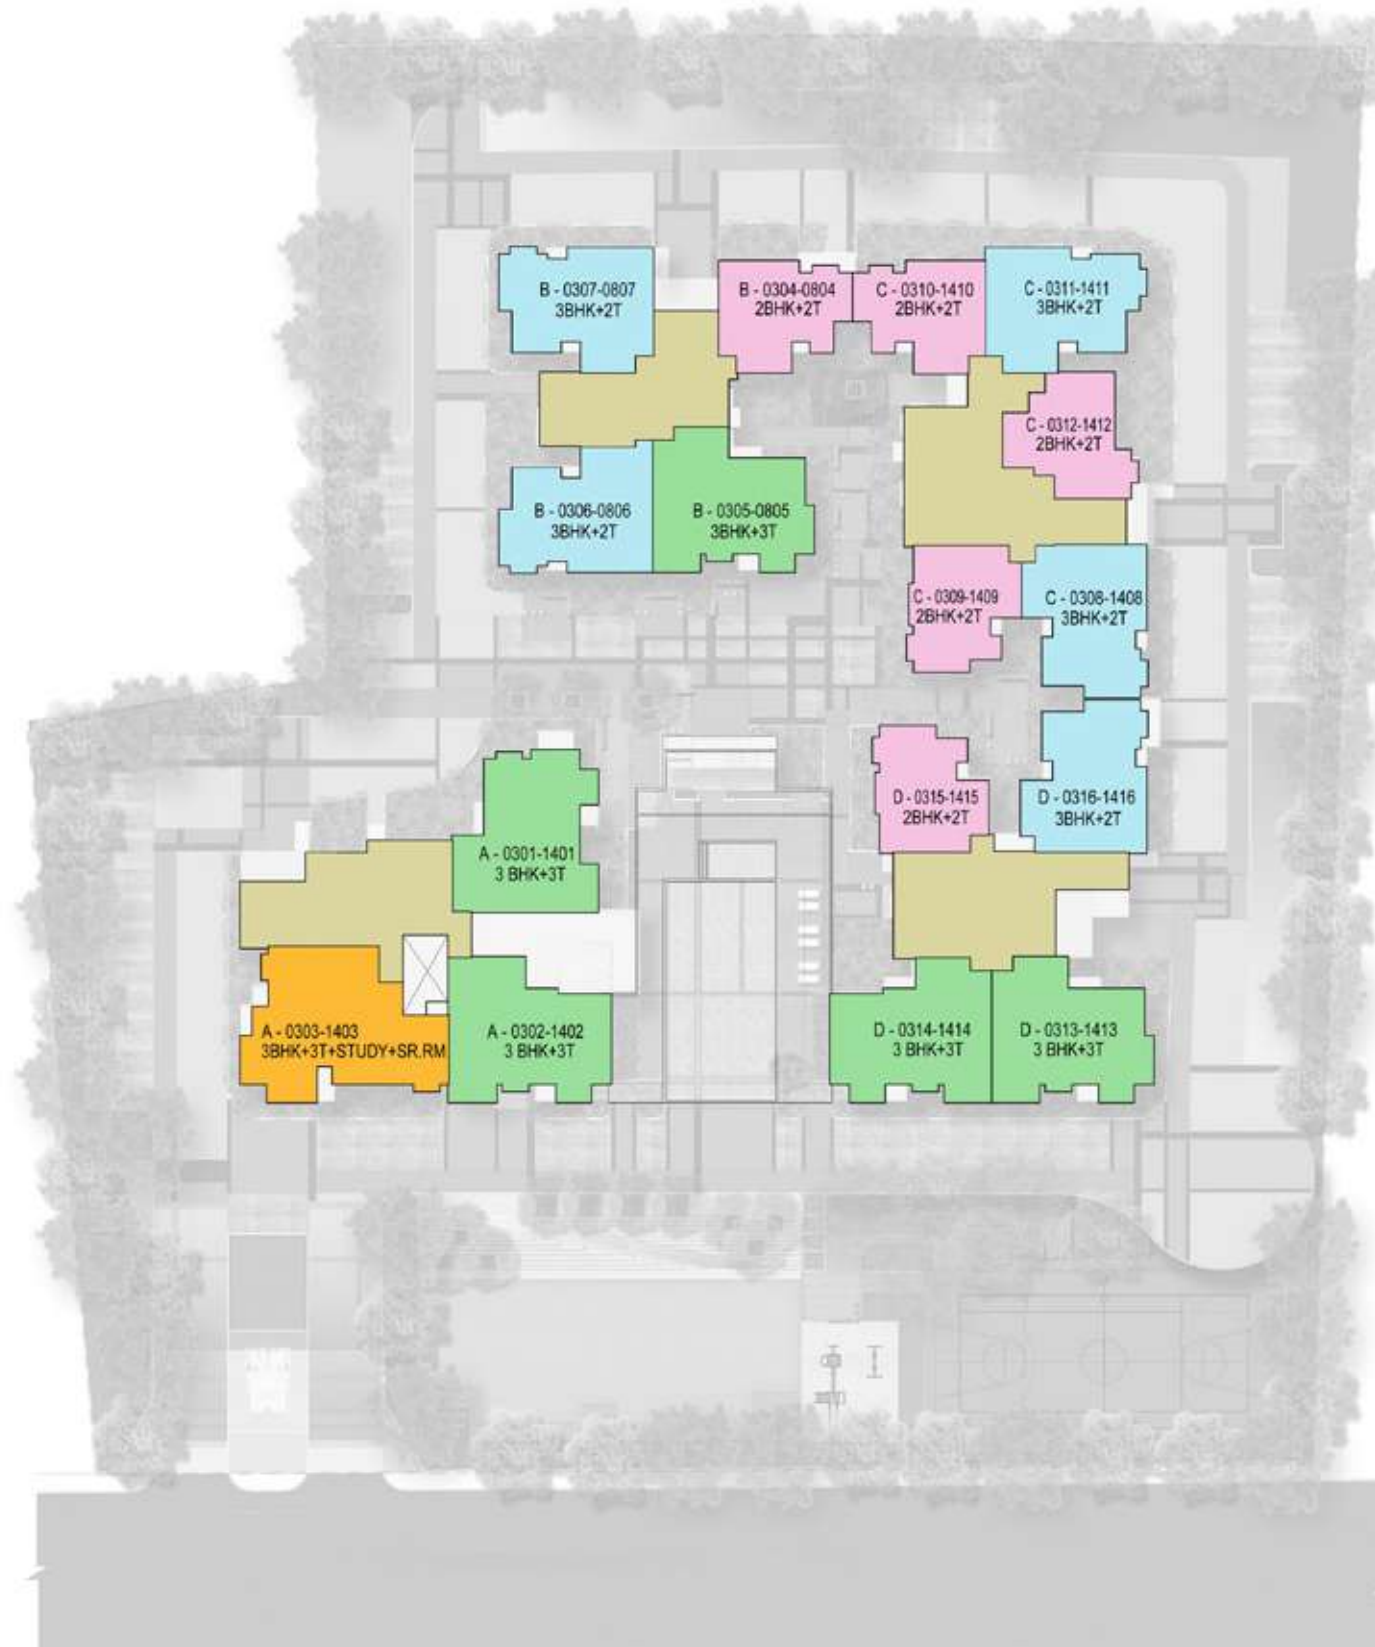 B - 0307-0807
3BHK+2T
B - 0304-0804
2BHK+2T
C - 0310-1410
2BHK+2T
C - 0311-1411
3BHK+2T
C - 0312-1412
2BHK+2T
B - 0306-0806
3BHK+2T
B - 0305-0805
3BHK+3T
C - 0309-1409
2BHK+2T
C - 0308-1408
3BHK+2T
D - 0315-1415
2BHK+2T
D - 0316-1416
3BHK+2T
A - 0301-1401
3 BHK+3T
A - 0303-1403
3BHK+3T+STUDY+SR.RM
A - 0302-1402
3 BHK+3T
D - 0314-1414
3 BHK+3T
D - 0313-1413
3 BHK+3T